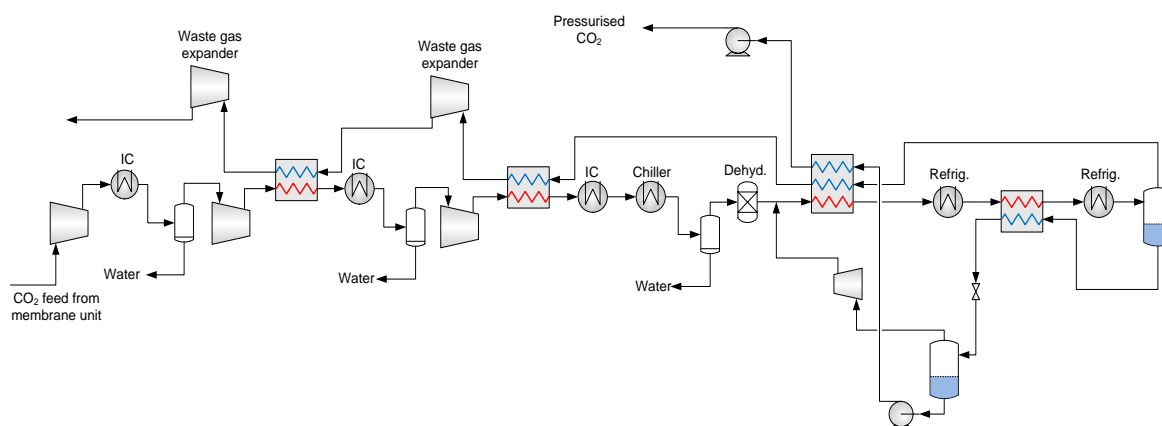 Pressurised
CO₂
Waste gas
expander
Waste gas
expander
IC
IC
IC
Chiller
Dehyd.
Refrig.
Refrig.
Water
Water
Water
CO₂ feed from
membrane unit